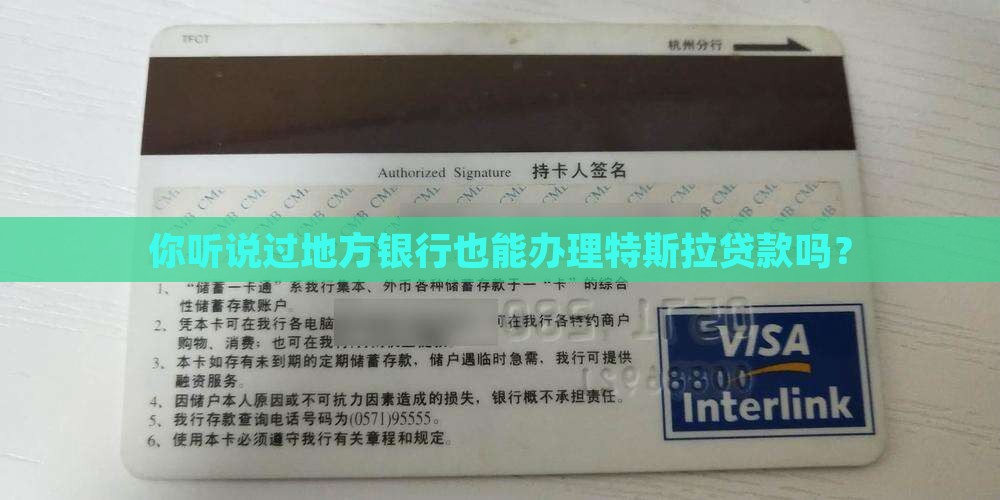 TFCT
杭州分行
Authorized Signature 持卡人签名
你听说过地方银行也能办理特斯拉贷款吗？
1、“储蓄一卡通”系我行集本、外币各种储蓄存款于一“卡”的综合
性储蓄存款账户
2、凭本卡可在我行各电脑 可在我行各特约商户
购物、消费；也可在我
3、本卡如存有未到期的定期储蓄存款，储户遇临时急需，我行可提供
融资服务。
4、因储户本人原因或不可抗力因素造成的损失，银行概不承担责任。
5、我行存款查询电话号码为(0571)95555。
6、使用本卡必须遵守我行有关章程和规定。
VISA
Interlink